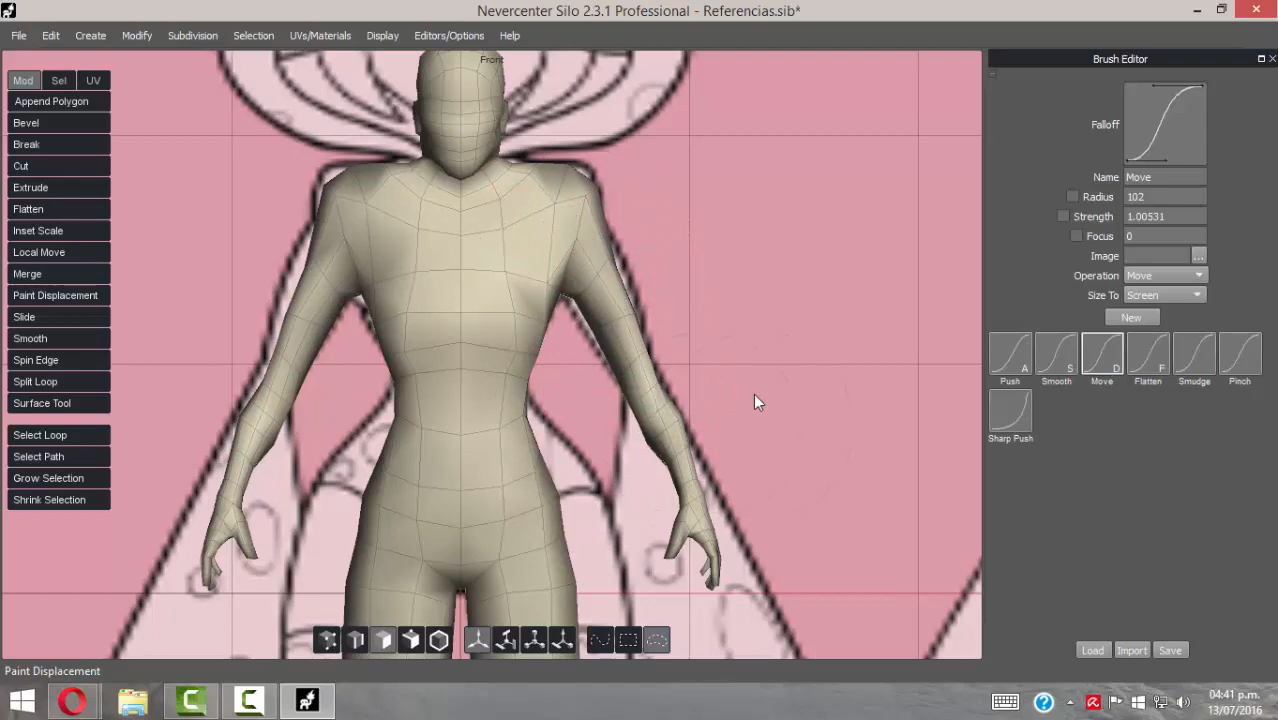 Nevercenter Silo 2.3.1 Professional - Referencias.sib*
File Edit Create Modify Subdivision Selection UVs/Materials Display Editors/Options Help
Front
Mod Sel UV
Append Polygon
Bevel
Break
Cut
Extrude
Flatten
Inset Scale
Local Move
Merge
Paint Displacement
Slide
Smooth
Spin Edge
Split Loop
Surface Tool
Select Loop
Select Path
Grow Selection
Shrink Selection
Brush Editor
Falloff
Name Move
Radius 102
Strength 1.00531
Focus 0
Image ...
Operation Move
Size To Screen
New
A S D F
Push Smooth Move Flatten Smudge Pinch
Sharp Push
Load Import Save
Paint Displacement
04:41 p.m.
13/07/2016